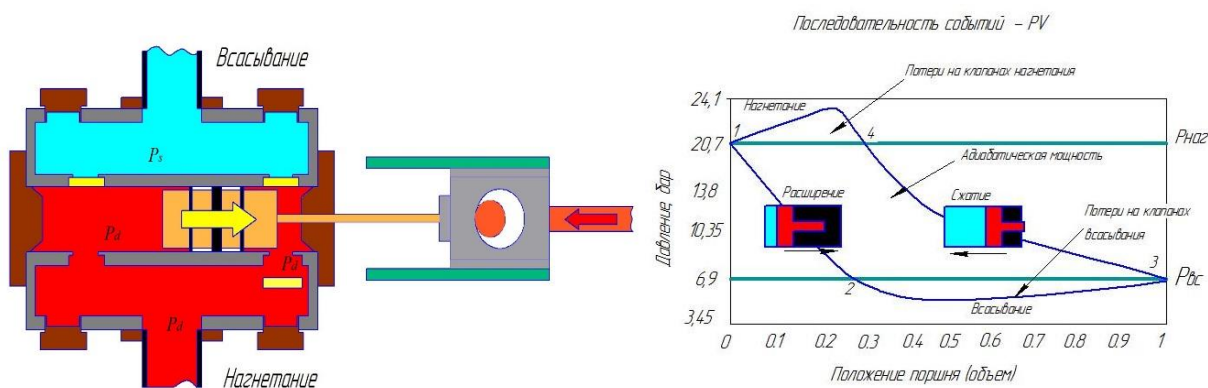 Всасывание
Ps
Pd
Pd
Pd
Нагнетание
Последовательность событий – PV
Потери на клапанах нагнетания
24,1
Нагнетание
1
4
20,7
Pнаг
Адиабатическая мощность
13,8
Расширение
Сжатие
Потери на клапанах
всасывания
10,35
Давление, бар
3
6,9
2
Pвс
Всасывание
3,45
0 0.1 0.2 0.3 0.4 0.5 0.6 0.7 0.8 0.9 1
Положение поршня (объем)